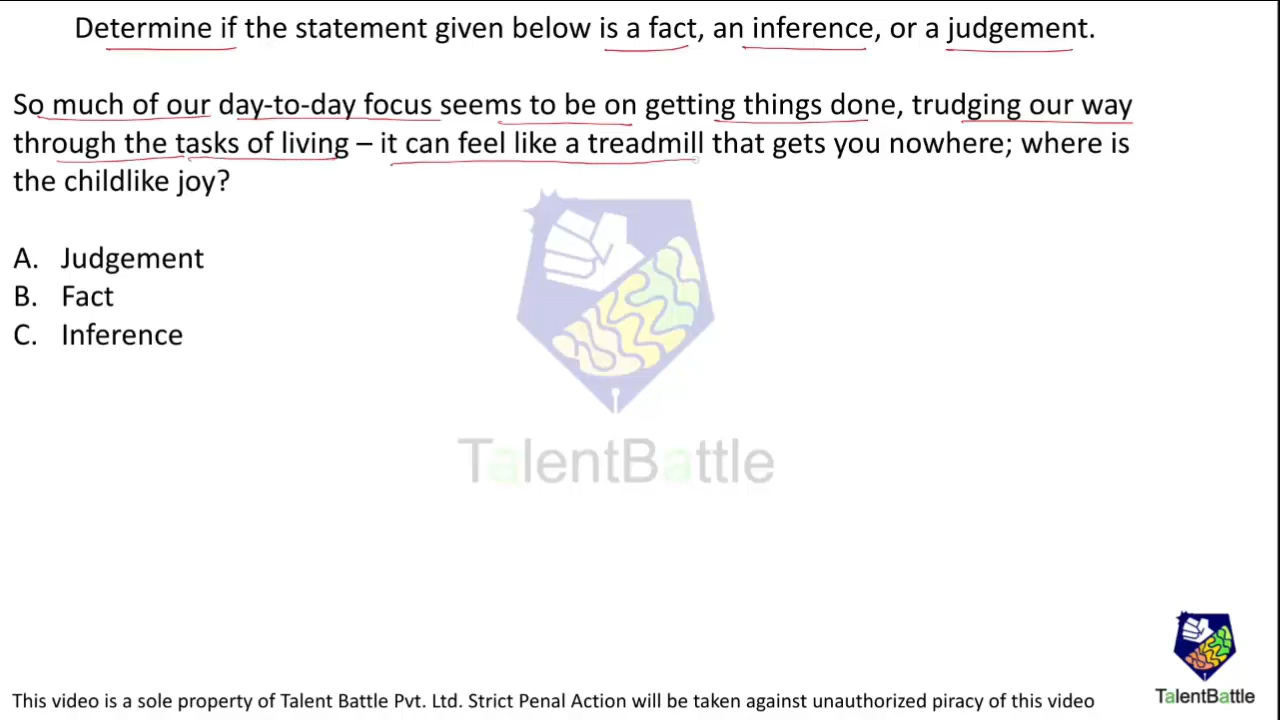 Determine if the statement given below is a fact, an inference, or a judgement.
So much of our day-to-day focus seems to be on getting things done, trudging our way
through the tasks of living – it can feel like a treadmill that gets you nowhere; where is
the childlike joy?
A. Judgement
B. Fact
C. Inference
TalentBattle
TalentBattle
This video is a sole property of Talent Battle Pvt. Ltd. Strict Penal Action will be taken against unauthorized piracy of this video